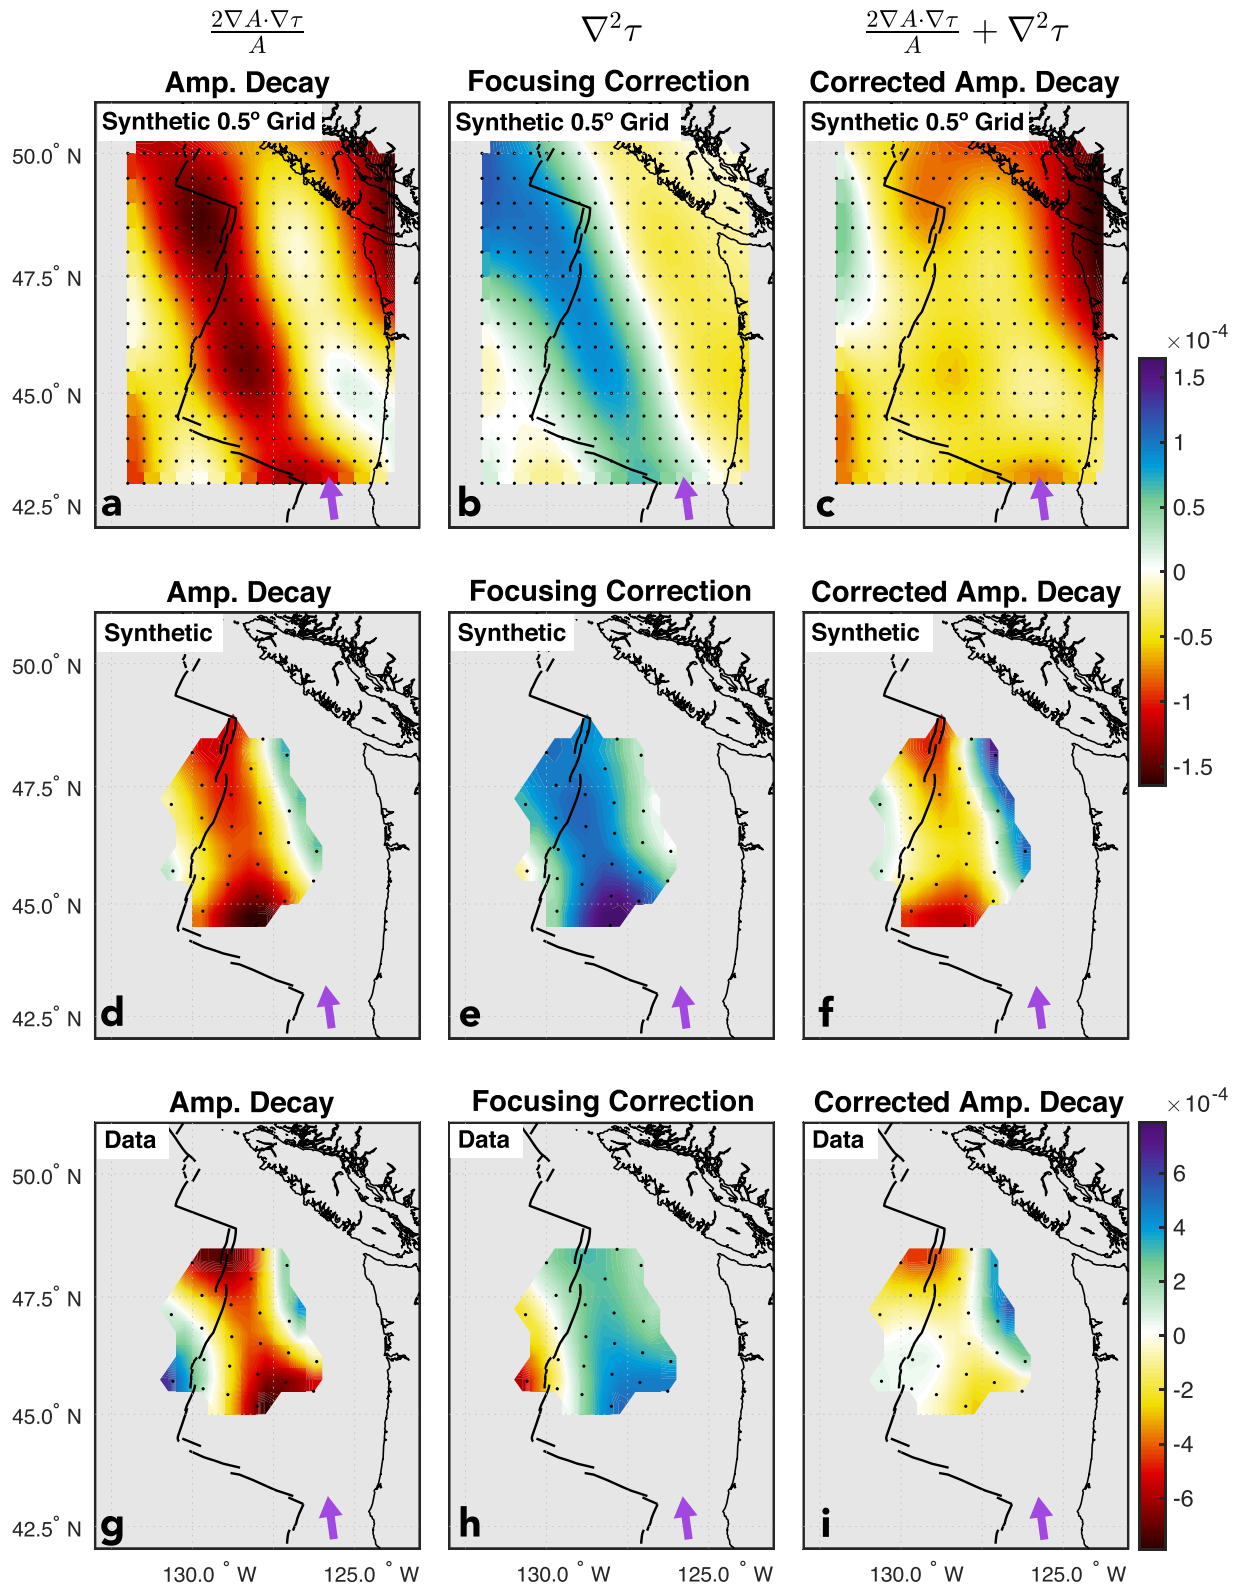 2∇A·∇τ/A
∇²τ
2∇A·∇τ/A + ∇²τ
Amp. Decay
Focusing Correction
Corrected Amp. Decay
Synthetic 0.5º Grid
Synthetic 0.5º Grid
Synthetic 0.5º Grid
50.0° N
47.5° N
45.0° N
42.5° N
a
b
c
×10⁻⁴
1.5
1
0.5
0
-0.5
-1
-1.5
Amp. Decay
Focusing Correction
Corrected Amp. Decay
Synthetic
Synthetic
Synthetic
50.0° N
47.5° N
45.0° N
42.5° N
d
e
f
Amp. Decay
Focusing Correction
Corrected Amp. Decay
×10⁻⁴
Data
Data
Data
50.0° N
47.5° N
45.0° N
42.5° N
g
h
i
6
4
2
0
-2
-4
-6
130.0° W
125.0° W
130.0° W
125.0° W
130.0° W
125.0° W